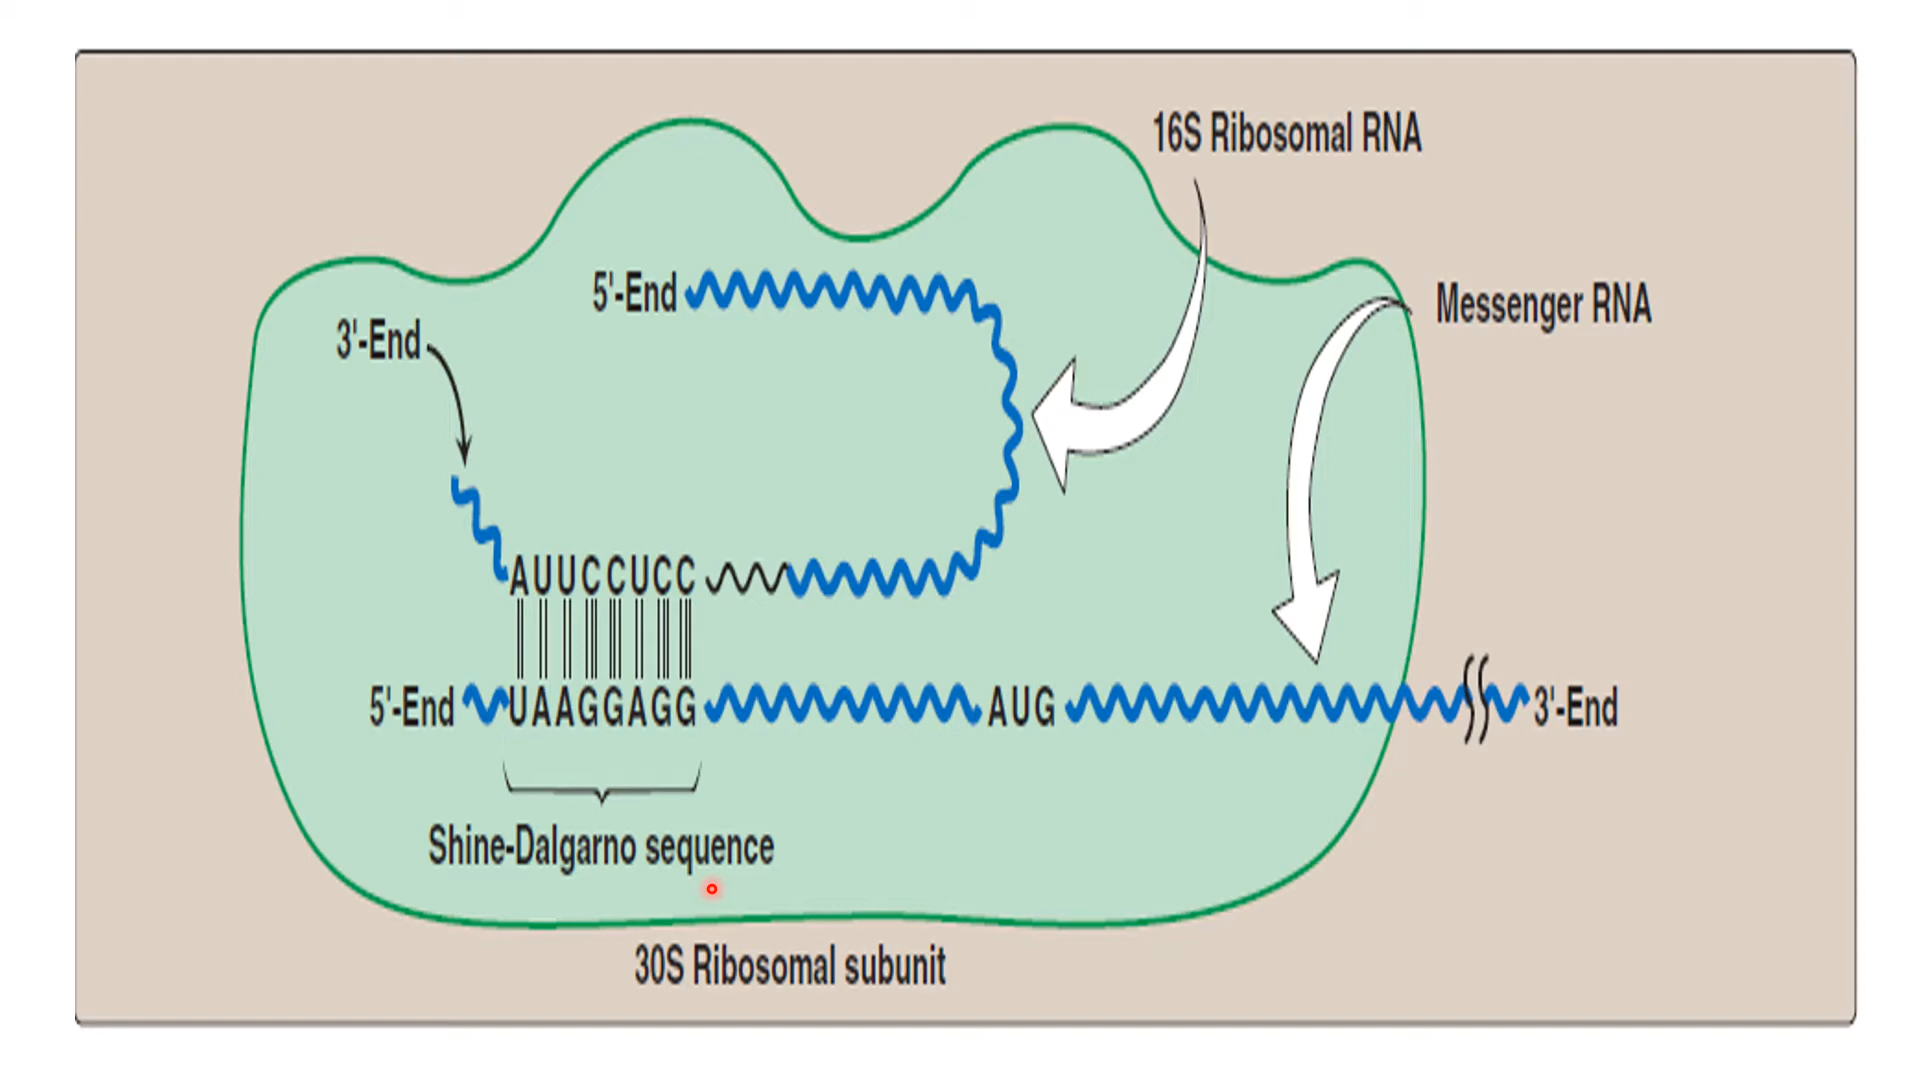 16S Ribosomal RNA
5'-End
Messenger RNA
3'-End
AUUCCUCC
5'-End UAAGGAGG AUG 3'-End
Shine-Dalgarno sequence
30S Ribosomal subunit